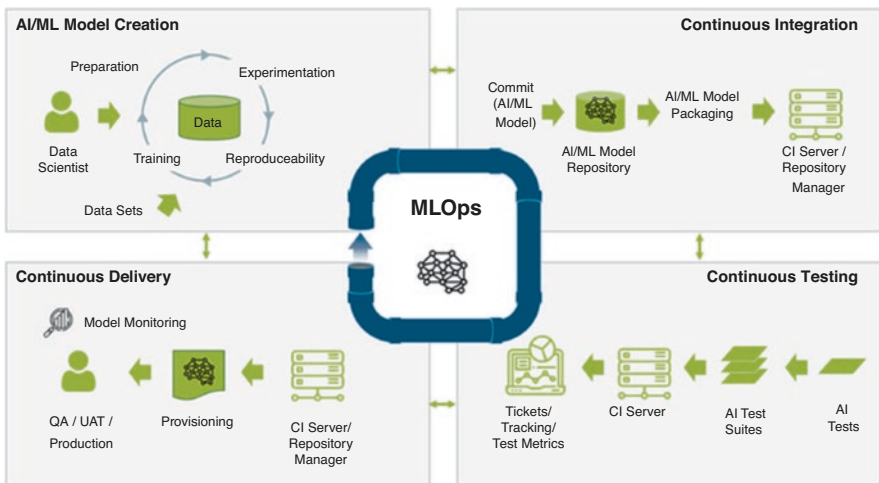 AI/ML Model Creation
Preparation
Experimentation
Data
Data
Scientist
Training
Reproduceability
Data Sets
Continuous Integration
Commit
(AI/ML
Model)
AI/ML Model
Repository
AI/ML Model
Packaging
CI Server /
Repository
Manager
MLOps
Continuous Delivery
Model Monitoring
QA / UAT /
Production
Provisioning
CI Server/
Repository
Manager
Continuous Testing
Tickets/
Tracking/
Test Metrics
CI Server
AI Test
Suites
AI
Tests